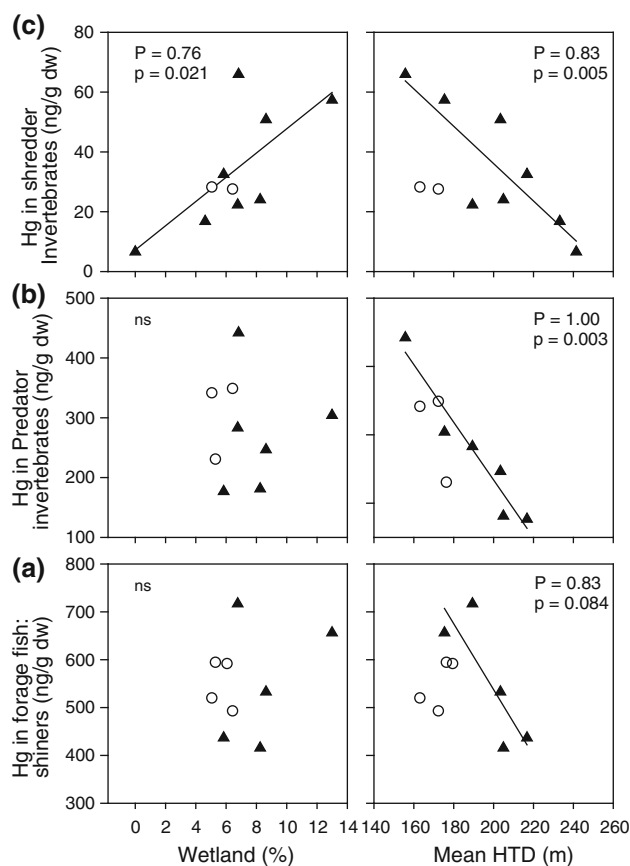 (c)
Hg in shredder
Invertebrates (ng/g dw)
80
60
40
20
0
P = 0.76
p = 0.021
P = 0.83
p = 0.005
(b)
Hg in Predator
invertebrates (ng/g dw)
500
400
300
200
100
ns
P = 1.00
p = 0.003
(a)
Hg in forage fish:
shiners (ng/g dw)
800
700
600
500
400
300
ns
P = 0.83
p = 0.084
0 2 4 6 8 10 12 14
140 160 180 200 220 240 260
Wetland (%)
Mean HTD (m)